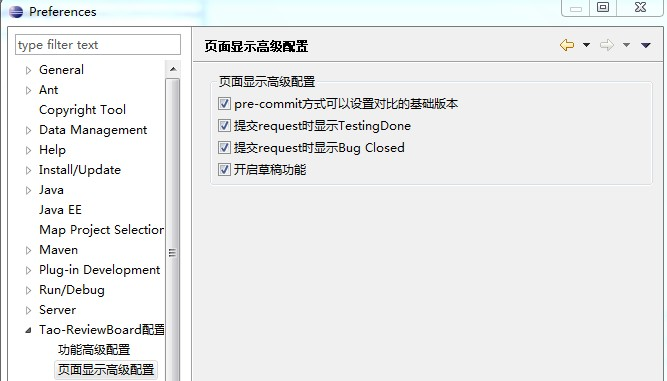 Preferences
type filter text
页面显示高级配置
General
Ant
Copyright Tool
Data Management
Help
Install/Update
Java
Java EE
Map Project Selection
Maven
Plug-in Development
Run/Debug
Server
Tao-ReviewBoard配置
功能高级配置
页面显示高级配置
页面显示高级配置
pre-commit方式可以设置对比的基础版本
提交request时显示TestingDone
提交request时显示Bug Closed
开启草稿功能